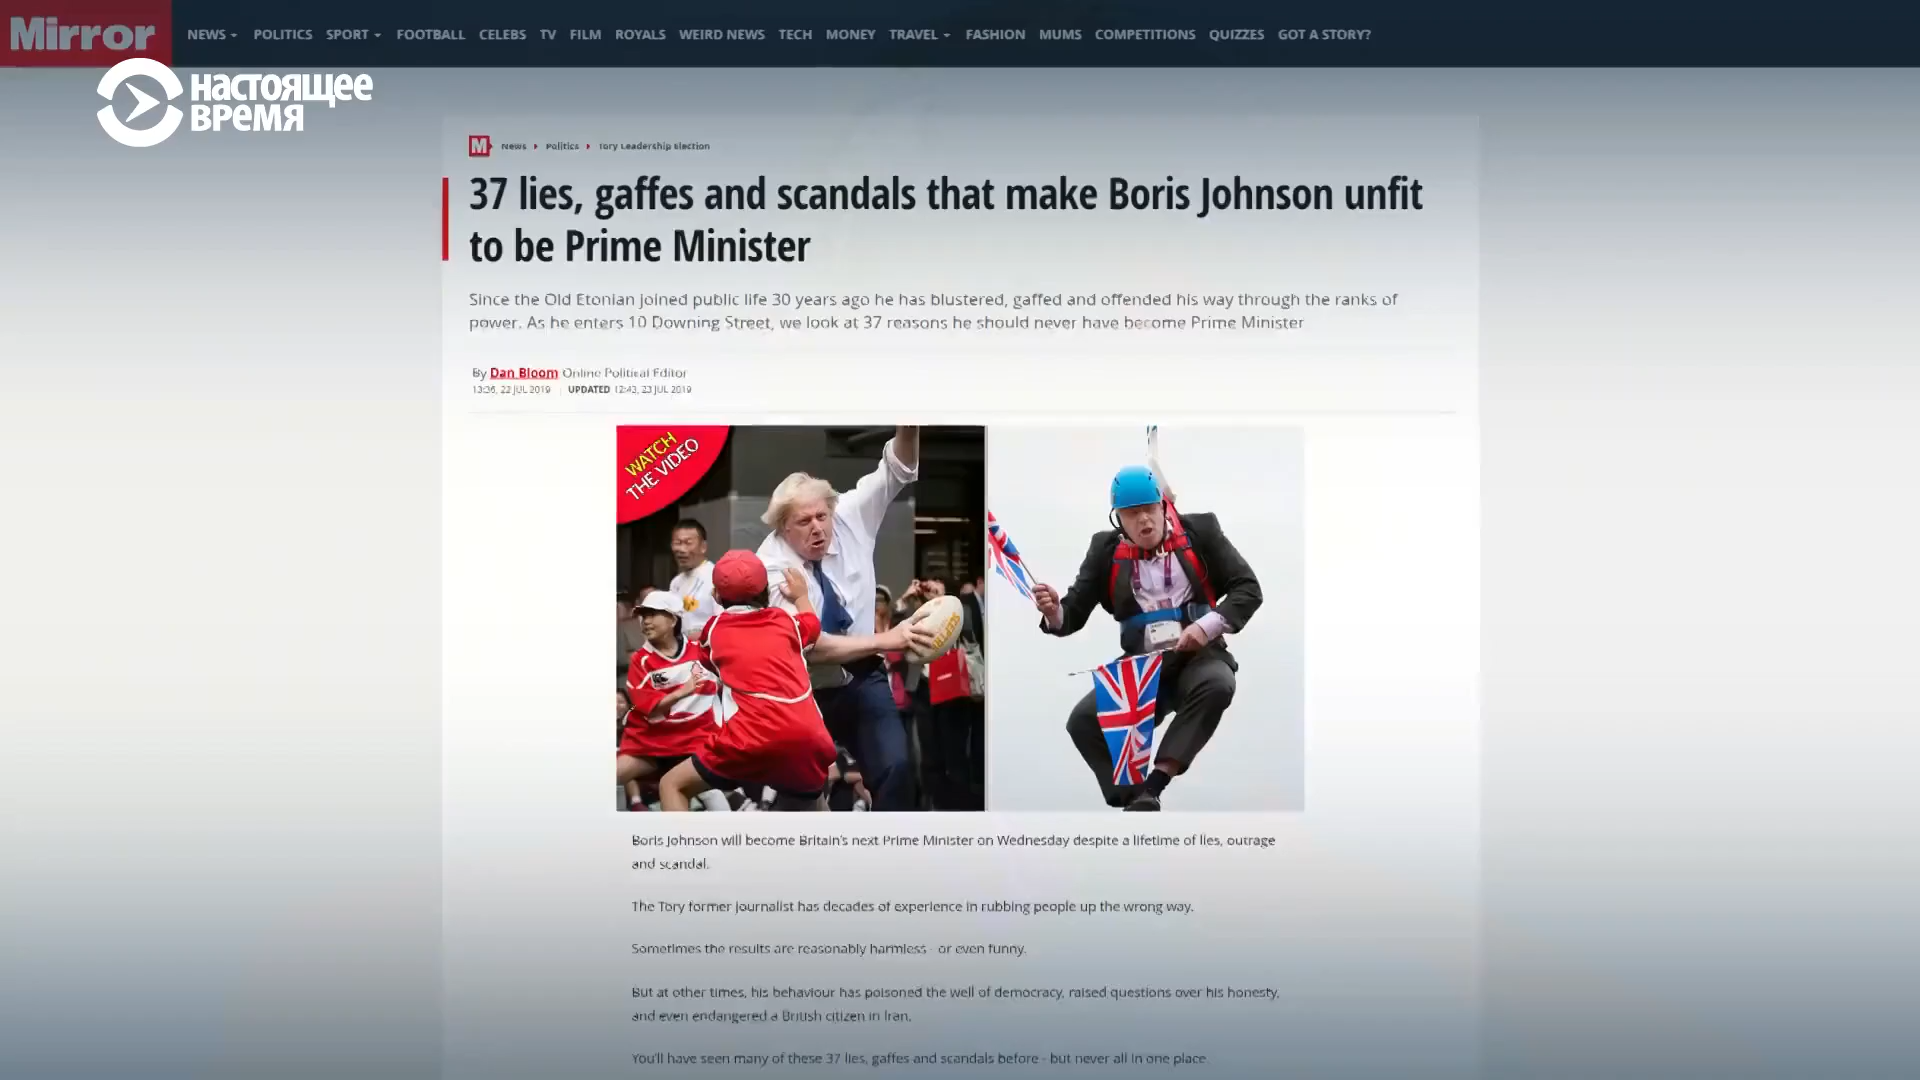 Mirror
NEWS POLITICS SPORT FOOTBALL CELEBS TV FILM ROYALS WEIRD NEWS TECH MONEY TRAVEL FASHION MUMS COMPETITIONS QUIZZES GOT A STORY?
НАСТОЯЩЕЕ
ВРЕМЯ
M News Politics Tory Leadership Election
37 lies, gaffes and scandals that make Boris Johnson unfit
to be Prime Minister
Since the Old Etonian joined public life 30 years ago he has blustered, gaffed and offended his way through the ranks of
power. As he enters 10 Downing Street, we look at 37 reasons he should never have become Prime Minister
By Dan Bloom Online Political Editor
13:36, 22 JUL 2019 UPDATED 12:43, 23 JUL 2019
WATCH
THE VIDEO
Boris Johnson will become Britain's next Prime Minister on Wednesday despite a lifetime of lies, outrage
and scandal.
The Tory former journalist has decades of experience in rubbing people up the wrong way.
Sometimes the results are reasonably harmless - or even funny.
But at other times, his behaviour has poisoned the well of democracy, raised questions over his honesty,
and even endangered a British citizen in Iran.
You'll have seen many of these 37 lies, gaffes and scandals before - but never all in one place.